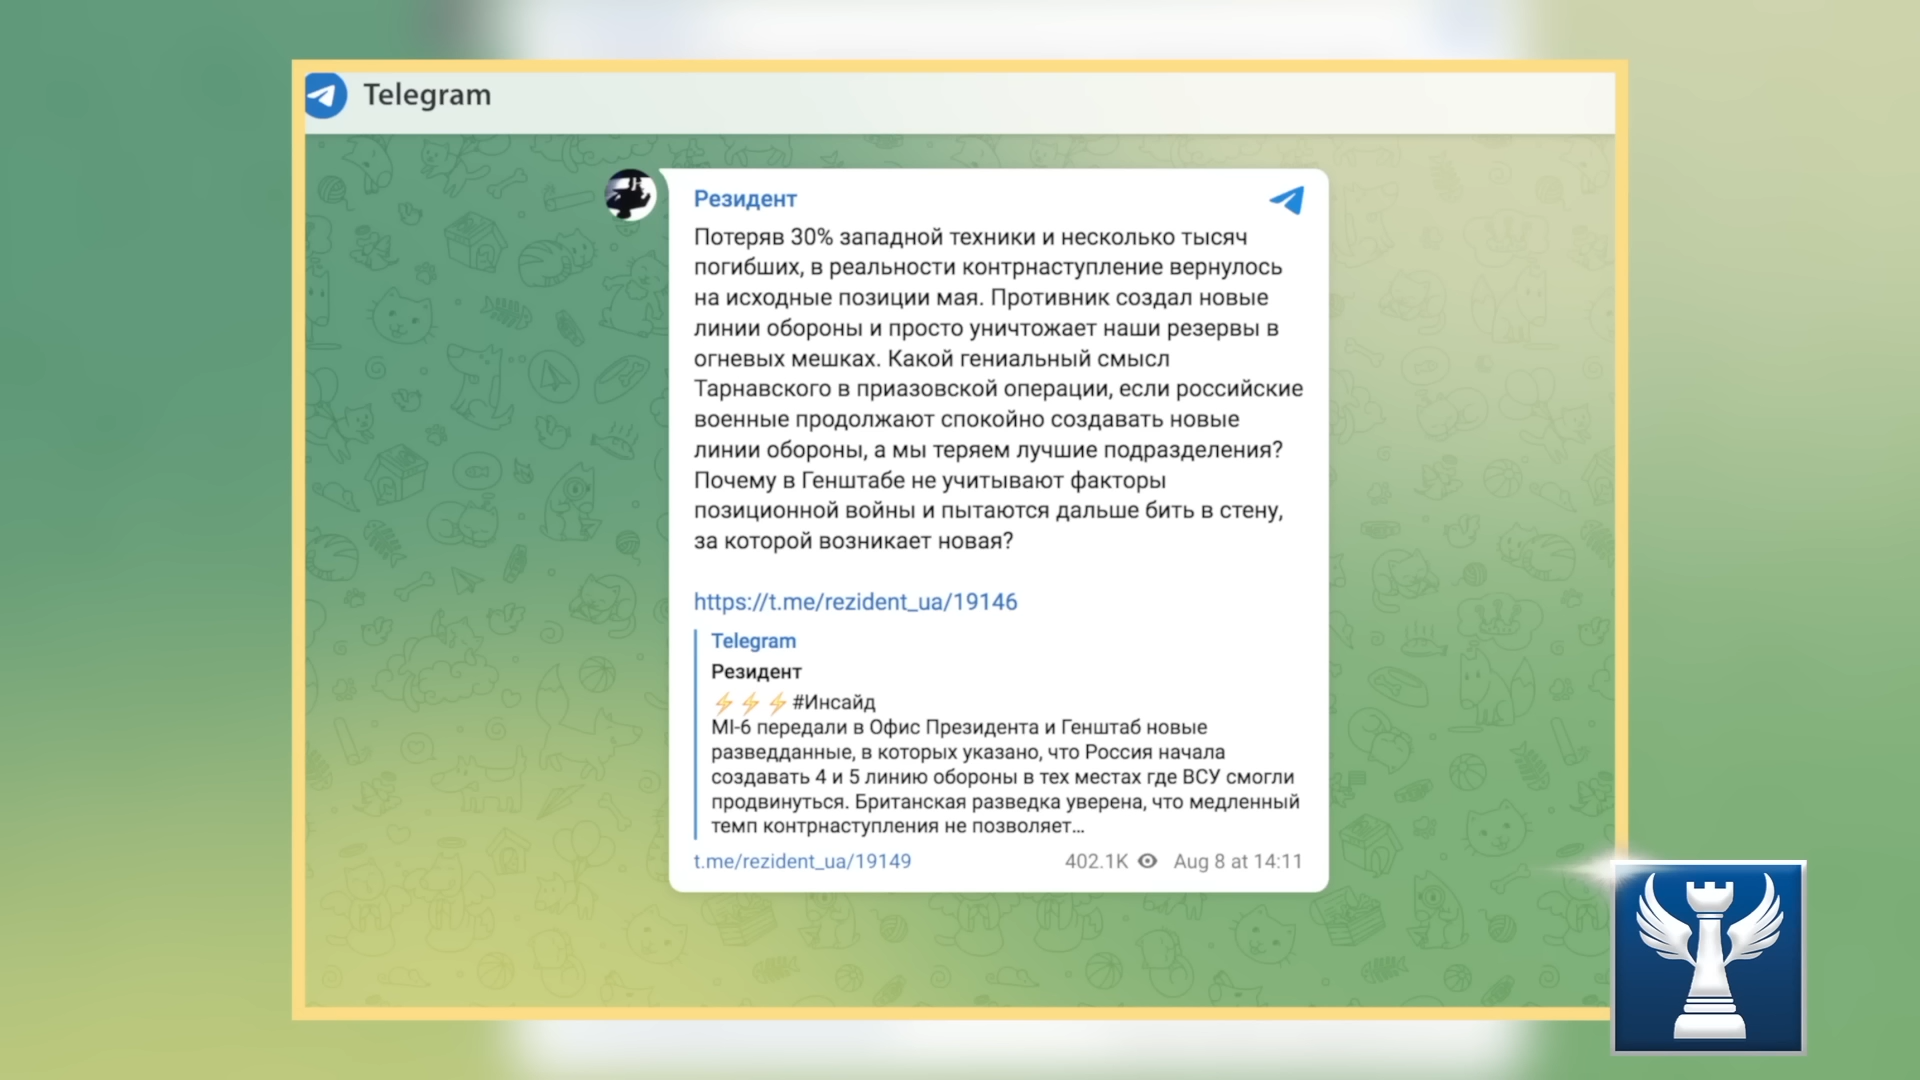 Telegram
Резидент
Потеряв 30% западной техники и несколько тысяч
погибших, в реальности контрнаступление вернулось
на исходные позиции мая. Противник создал новые
линии обороны и просто уничтожает наши резервы в
огневых мешках. Какой гениальный смысл
Тарнавского в приазовской операции, если российские
военные продолжают спокойно создавать новые
линии обороны, а мы теряем лучшие подразделения?
Почему в Генштабе не учитывают факторы
позиционной войны и пытаются дальше бить в стену,
за которой возникает новая?
https://t.me/rezident_ua/19146
Telegram
Резидент
⚡⚡⚡#Инсайд
MI-6 передали в Офис Президента и Генштаб новые
разведданные, в которых указано, что Россия начала
создавать 4 и 5 линию обороны в тех местах где ВСУ смогли
продвинуться. Британская разведка уверена, что медленный
темп контрнаступления не позволяет…
t.me/rezident_ua/19149 402.1K Aug 8 at 14:11